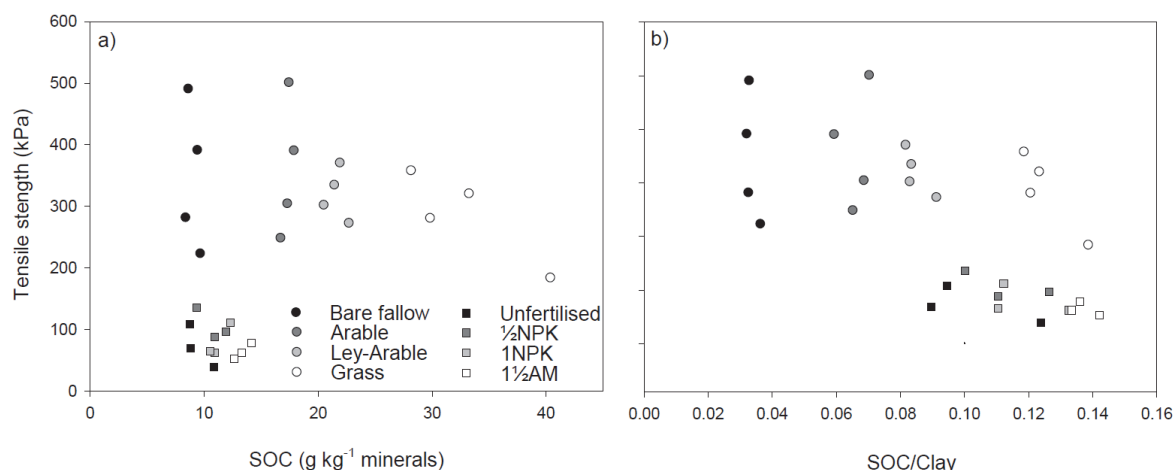 600
500
400
300
200
100
0
Tensile stength (kPa)
a)
Bare fallow
Arable
Ley-Arable
Grass
Unfertilised
½NPK
1NPK
1½AM
0 10 20 30 40
SOC (g kg-1 minerals)
b)
0.00 0.02 0.04 0.06 0.08 0.10 0.12 0.14 0.16
SOC/Clav